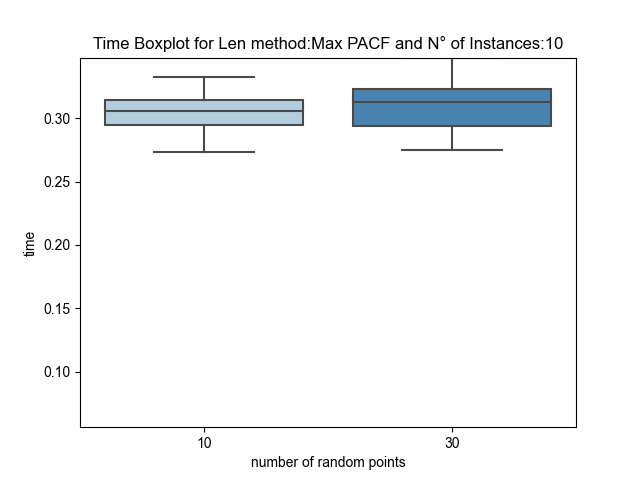 Time Boxplot for Len method:Max PACF and N° of Instances:10
0.30
0.25
0.20
0.15
0.10
time
10 30
number of random points